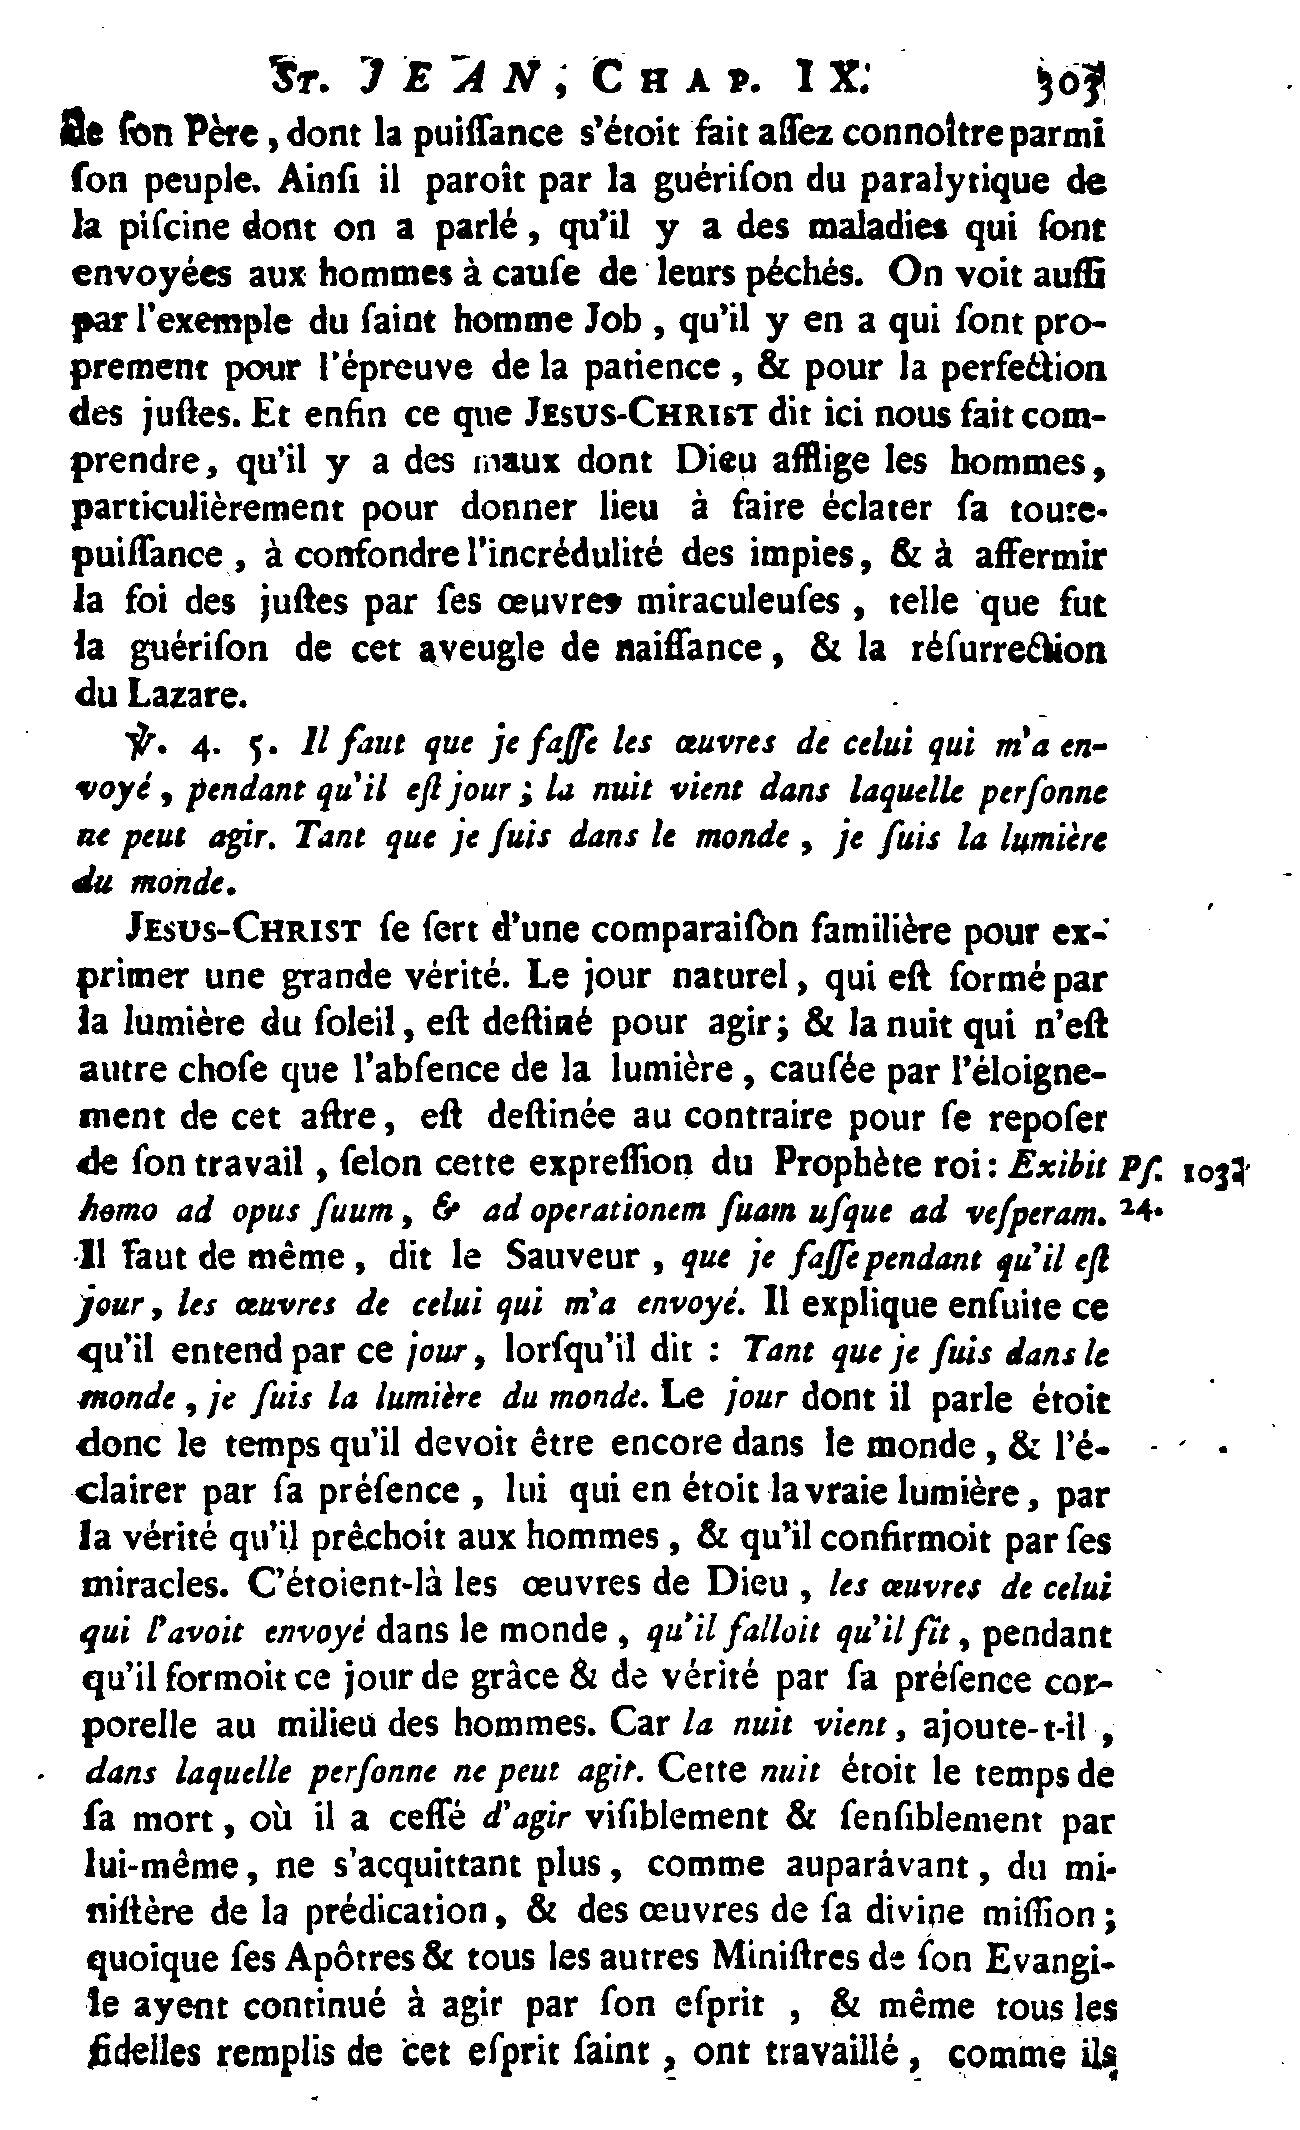 ST. JEAN, CHAP. IX. 303
de ſon Père, dont la puiſſance s'étoit fait aſſez connoître parmi
ſon peuple. Ainſi il paroît par la guériſon du paralytique de
la piſcine dont on a parlé, qu'il y a des maladies qui ſont
envoyées aux hommes à cauſe de leurs péchés. On voit auſſi
par l'exemple du ſaint homme Job, qu'il y en a qui ſont pro-
prement pour l'épreuve de la patience, & pour la perfection
des juſtes. Et enfin ce que JESUS-CHRIST dit ici nous fait com-
prendre, qu'il y a des maux dont Dieu afflige les hommes,
particulièrement pour donner lieu à faire éclater ſa toute-
puiſſance, à confondre l'incrédulité des impies, & à affermir
la foi des juſtes par ſes œuvres miraculeuſes, telle que fut
la guériſon de cet aveugle de naiſſance, & la réſurrection
du Lazare.
℣. 4. 5. Il faut que je faſſe les œuvres de celui qui m'a en-
voyé, pendant qu'il eſt jour; la nuit vient dans laquelle perſonne
ne peut agir. Tant que je ſuis dans le monde, je ſuis la lumière
du monde.
JESUS-CHRIST ſe ſert d'une comparaiſon familière pour ex-
primer une grande vérité. Le jour naturel, qui eſt formé par
la lumière du ſoleil, eſt deſtiné pour agir; & la nuit qui n'eſt
autre choſe que l'abſence de la lumière, cauſée par l'éloigne-
ment de cet aſtre, eſt deſtinée au contraire pour ſe repoſer
de ſon travail, ſelon cette expreſſion du Prophète roi: Exibit Pſ. 103.
homo ad opus ſuum, & ad operationem ſuam uſque ad veſperam. 24.
Il faut de même, dit le Sauveur, que je faſſe pendant qu'il eſt
jour, les œuvres de celui qui m'a envoyé. Il explique enſuite ce
qu'il entend par ce jour, lorſqu'il dit: Tant que je ſuis dans le
monde, je ſuis la lumière du monde. Le jour dont il parle étoit
donc le temps qu'il devoit être encore dans le monde, & l'é-
clairer par ſa préſence, lui qui en étoit la vraie lumière, par
la vérité qu'il prêchoit aux hommes, & qu'il confirmoit par ſes
miracles. C'étoient-là les œuvres de Dieu, les œuvres de celui
qui l'avoit envoyé dans le monde, qu'il falloit qu'il fît, pendant
qu'il formoit ce jour de grâce & de vérité par ſa préſence cor-
porelle au milieu des hommes. Car la nuit vient, ajoute-t-il,
dans laquelle perſonne ne peut agir. Cette nuit étoit le temps de
ſa mort, où il a ceſſé d'agir viſiblement & ſenſiblement par
lui-même, ne s'acquittant plus, comme auparavant, du mi-
niſtère de la prédication, & des œuvres de ſa divine miſſion;
quoique ſes Apôtres & tous les autres Miniſtres de ſon Evangi-
le ayent continué à agir par ſon eſprit, & même tous les
fidelles remplis de cet eſprit ſaint, ont travaillé, comme ils